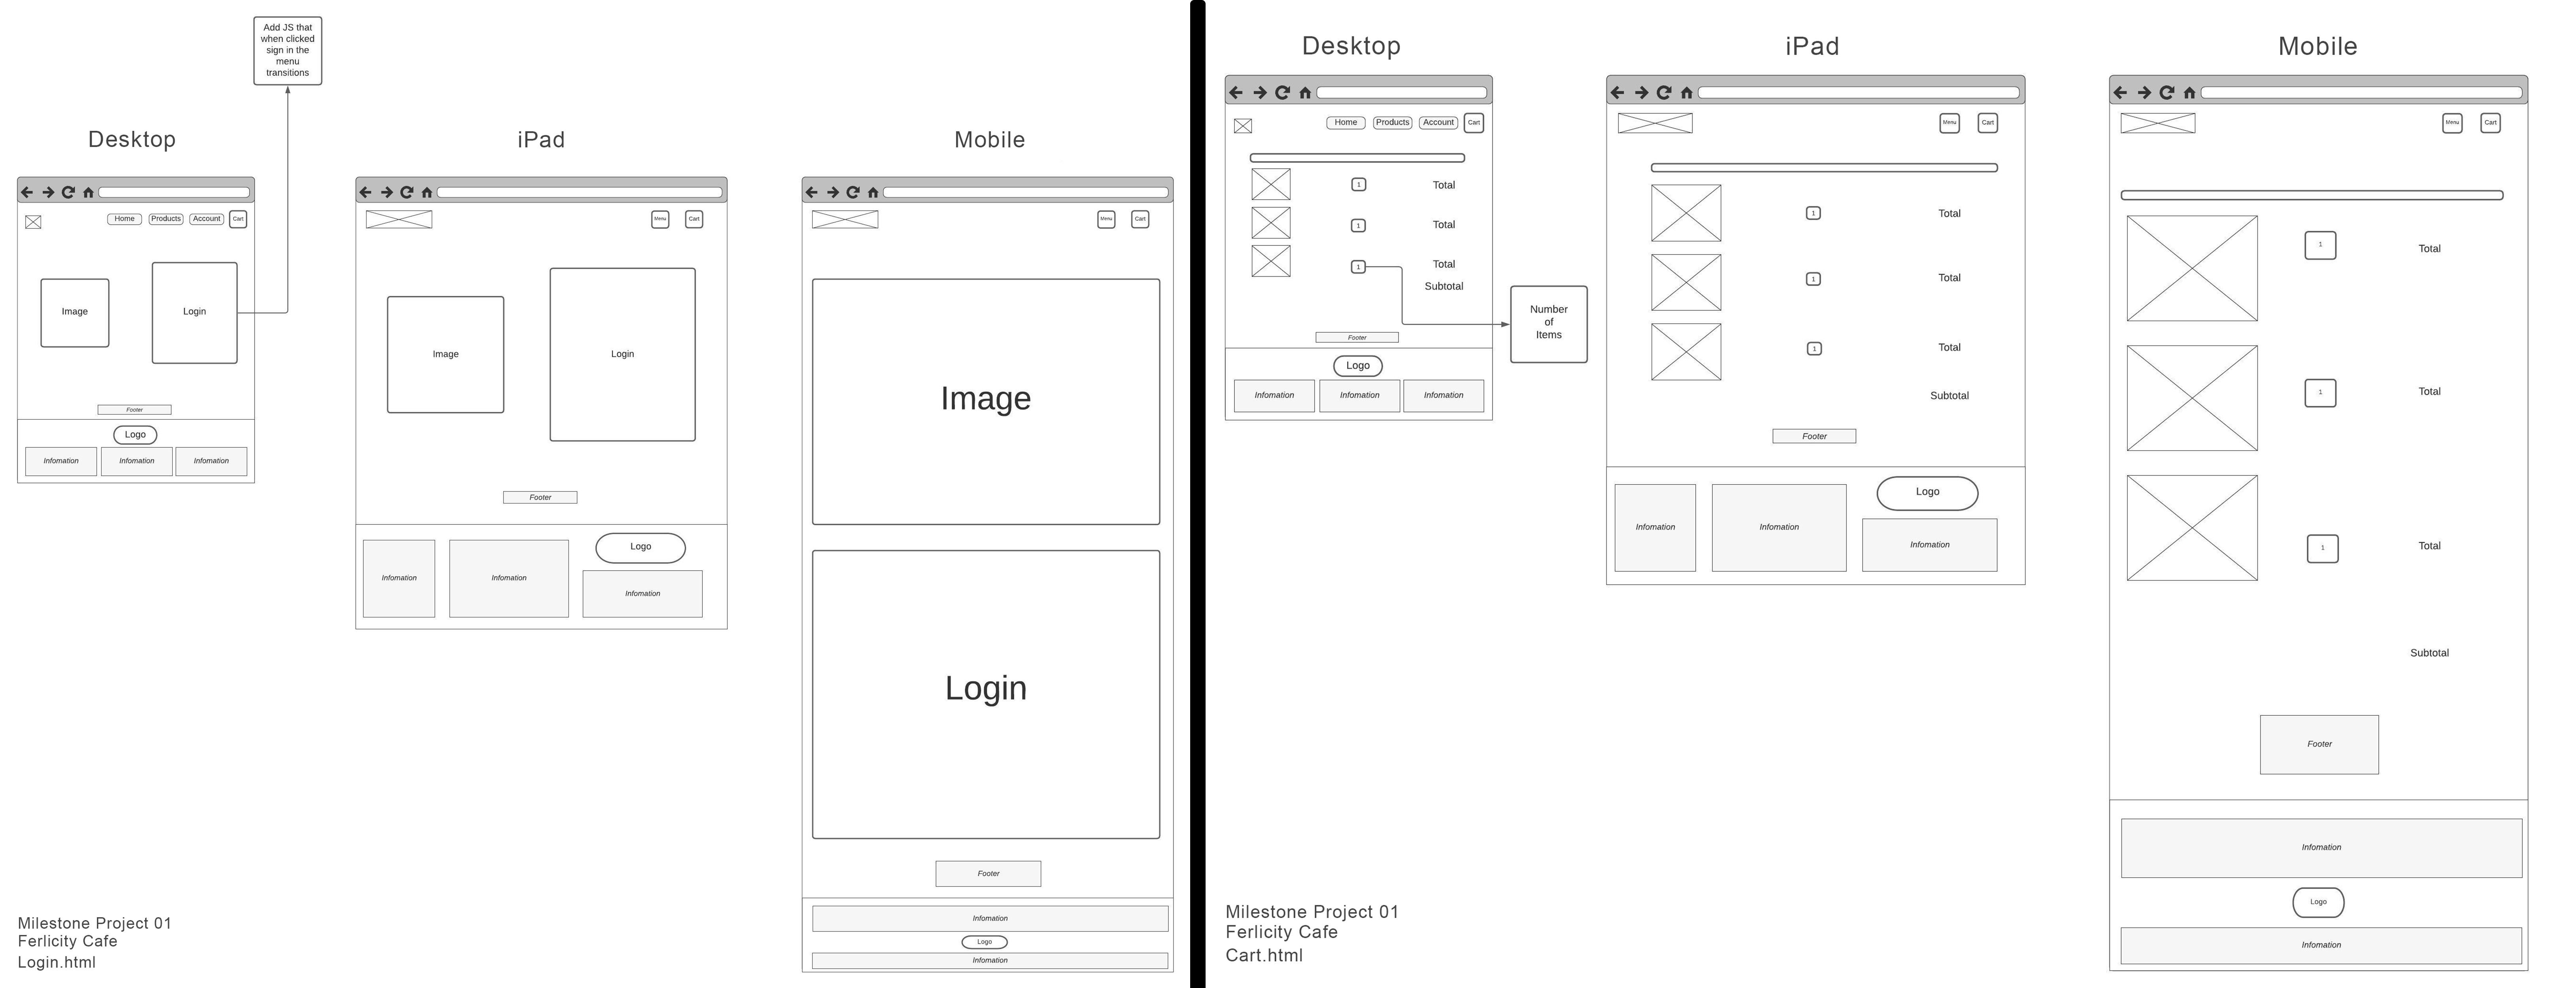 Add JS that
when clicked
sign in the
menu
transitions
Desktop
Home Products Account Cart
Image
Login
Footer
Logo
Infomation Infomation Infomation
iPad
Menu Cart
Image
Login
Footer
Infomation
Infomation
Logo
Infomation
Mobile
Menu Cart
Image
Login
Footer
Infomation
Logo
Infomation
Milestone Project 01
Ferlicity Cafe
Login.html
Desktop
Home Products Account Cart
1 Total
1 Total
1 Total
Subtotal
Number
of
Items
Footer
Logo
Infomation Infomation Infomation
iPad
Menu Cart
1 Total
1 Total
1 Total
Subtotal
Footer
Infomation
Infomation
Logo
Infomation
Mobile
Menu Cart
1 Total
1 Total
1 Total
Subtotal
Footer
Infomation
Logo
Infomation
Milestone Project 01
Ferlicity Cafe
Cart.html